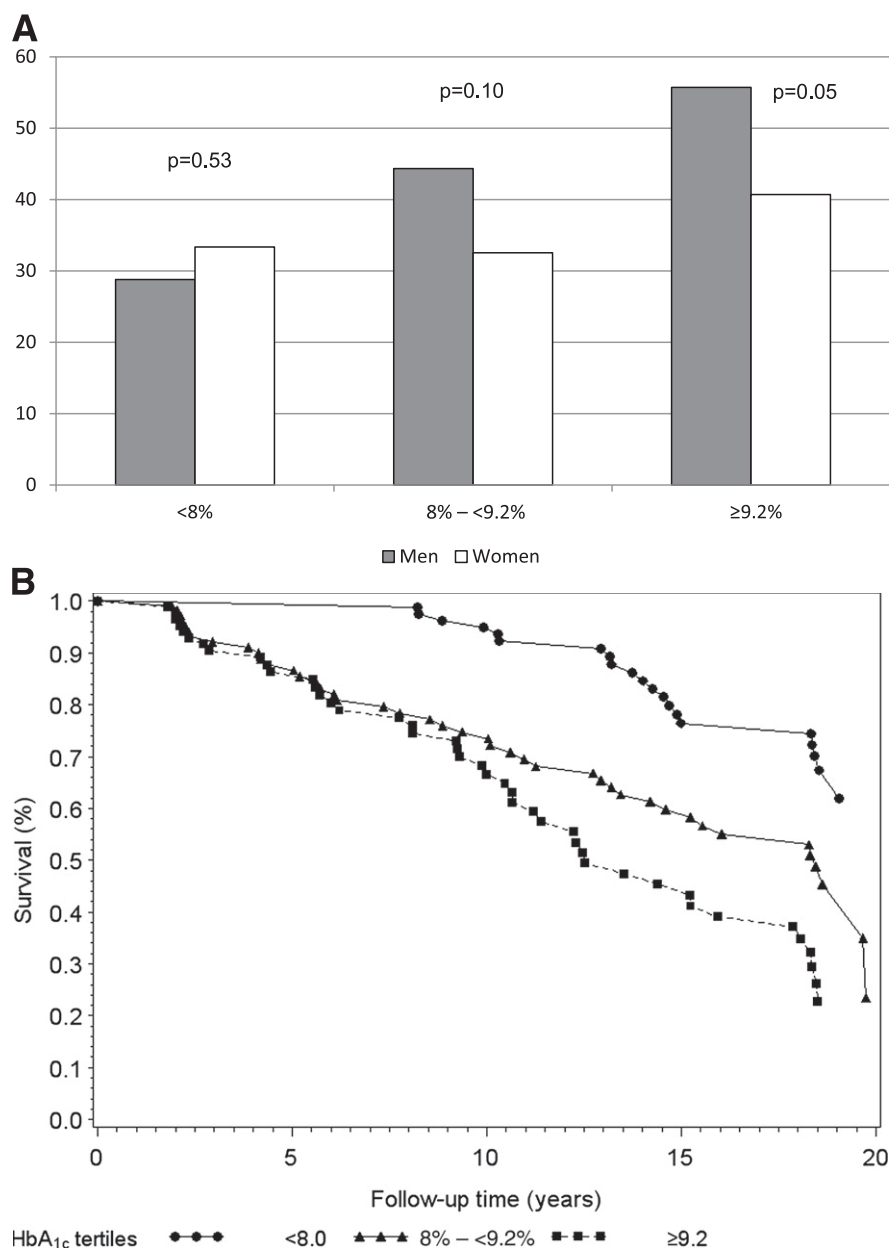 A
60
50
40
30
20
10
0
p=0.53
p=0.10
p=0.05
<8%
8% – <9.2%
≥9.2%
Men Women
B
Survival (%)
1.0
0.9
0.8
0.7
0.6
0.5
0.4
0.3
0.2
0.1
0.0
0 5 10 15 20
Follow-up time (years)
HbA1c tertiles <8.0 8% – <9.2% ≥9.2